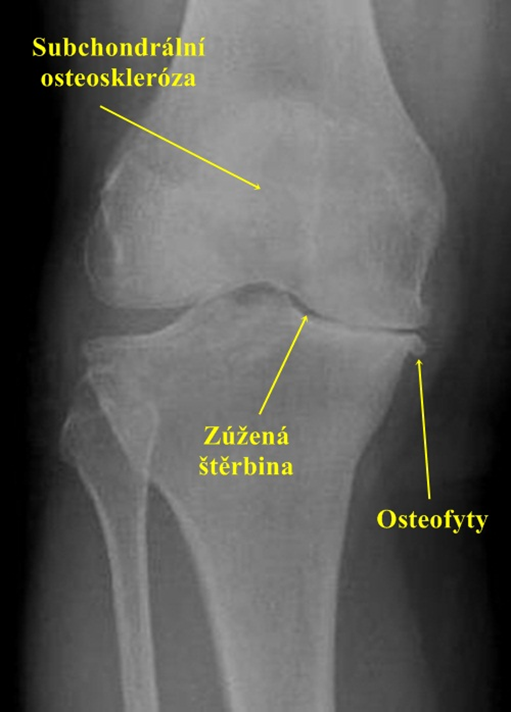 Subchondrální
osteoskleróza
Zúžená
štěrbina
Osteofyty